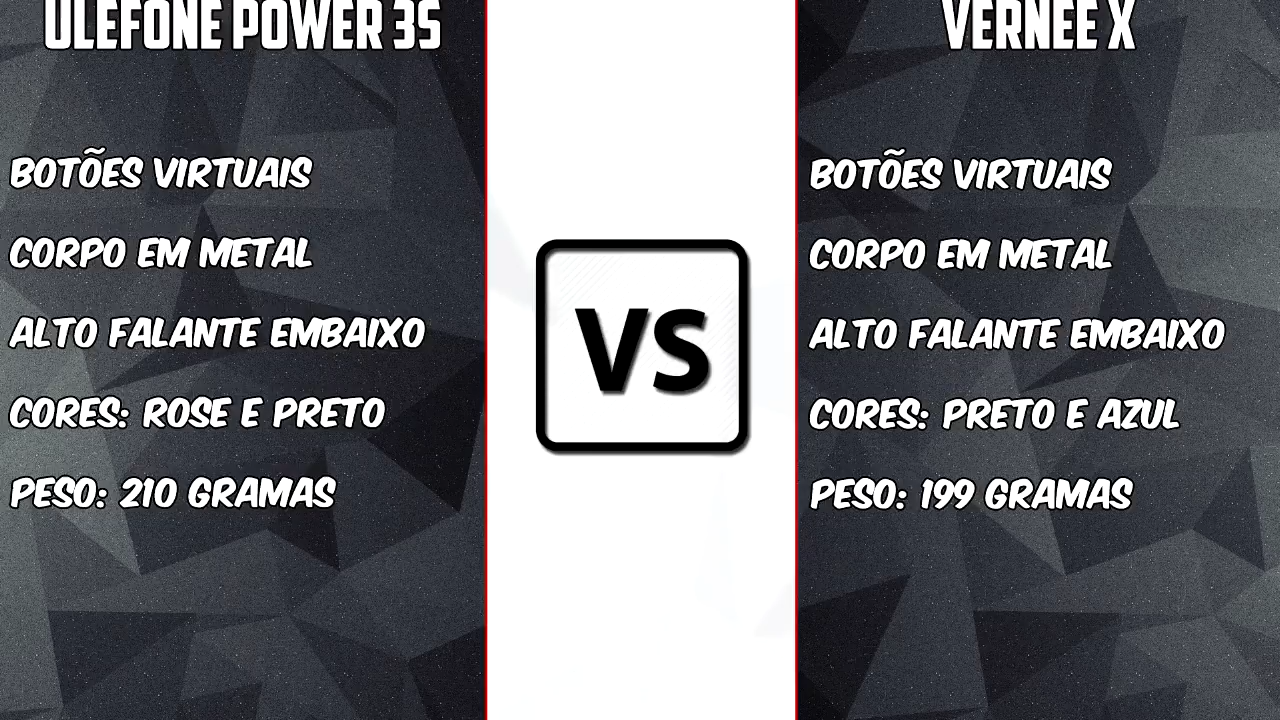 ULEFONE POWER 3S
BOTÕES VIRTUAIS
CORPO EM METAL
ALTO FALANTE EMBAIXO
CORES: ROSE E PRETO
PESO: 210 GRAMAS
VS
VERNEE X
BOTÕES VIRTUAIS
CORPO EM METAL
ALTO FALANTE EMBAIXO
CORES: PRETO E AZUL
PESO: 199 GRAMAS